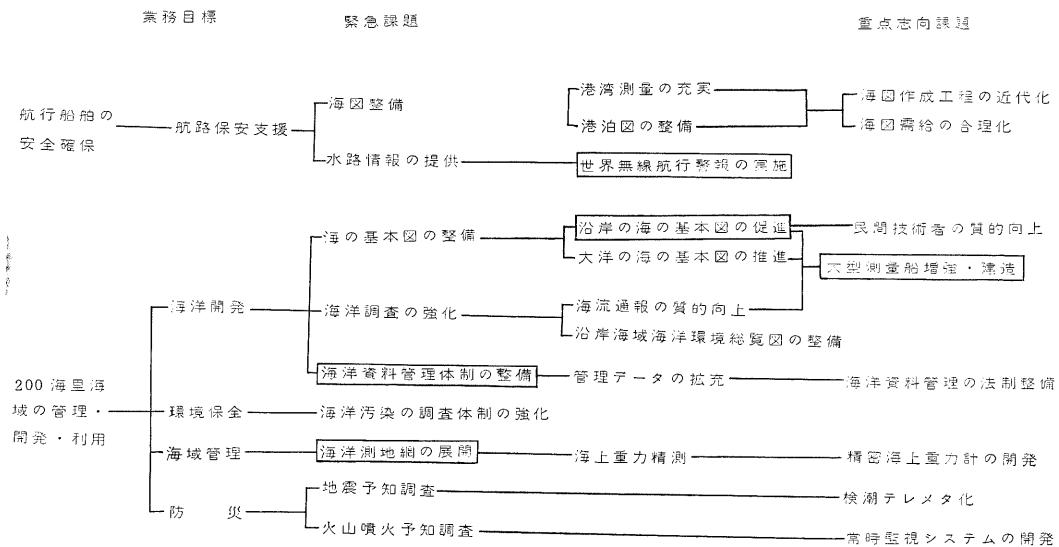 業務目標 緊急課題 重点志向課題
港湾測量の充実 海図作成工程の近代化
海図整備
航行船舶の
安全確保
航路保安支援
港泊図の整備 海図需給の合理化
水路情報の提供 世界無線航行警報の実施
沿岸の海の基本図の促進 民間技術者の質的向上
海の基本図の整備
大洋の海の基本図の推進
大型測量船増強・建造
海洋開発 海洋調査の強化 海流通報の質的向上
沿岸海域海洋環境総覧図の整備
海洋資料管理体制の整備 管理データの拡充 海洋資料管理の法制整備
200海里海
域の管理・
開発・利用
環境保全 海洋汚染の調査体制の強化
海域管理 海洋測地網の展開 海上重力精測 精密海上重力計の開発
地震予知調査 検潮テレメタ化
防災
火山噴火予知調査 常時監視システムの開発